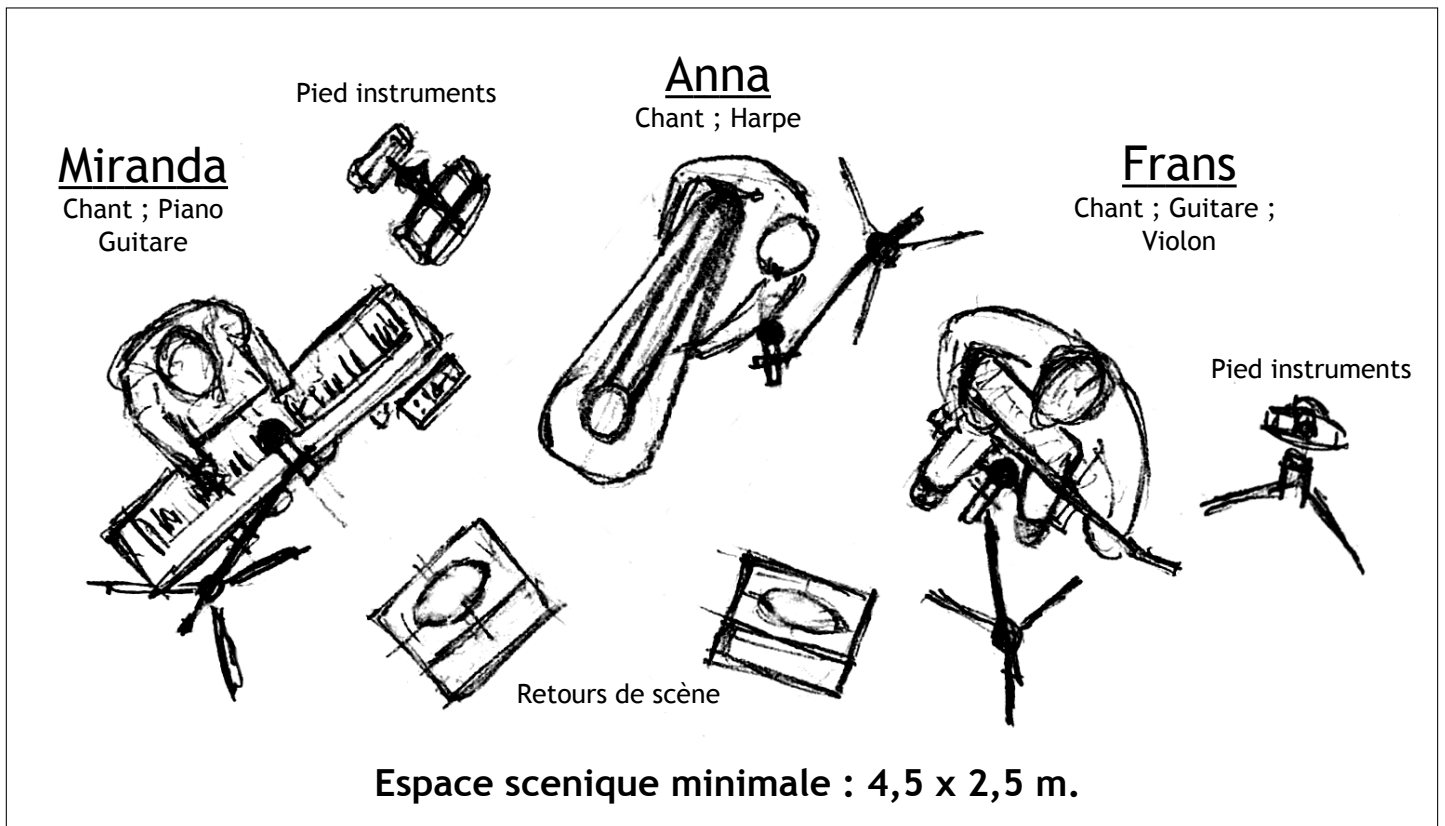 Pied instruments
Anna
Chant ; Harpe
Miranda
Chant ; Piano
Guitare
Frans
Chant ; Guitare ;
Violon
Pied instruments
Retours de scène
Espace scenique minimale : 4,5 x 2,5 m.